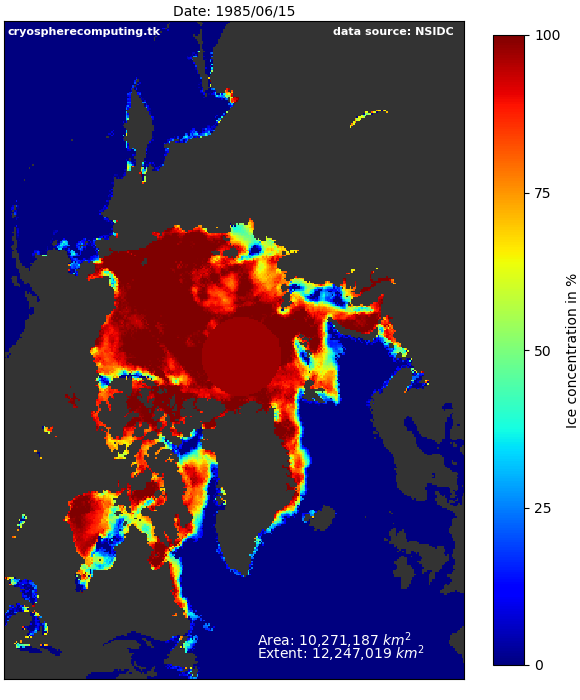 Date: 1985/06/15
cryospherecomputing.tk data source: NSIDC
100
75
50
25
0
Ice concentration in %
Area: 10,271,187 km²
Extent: 12,247,019 km²